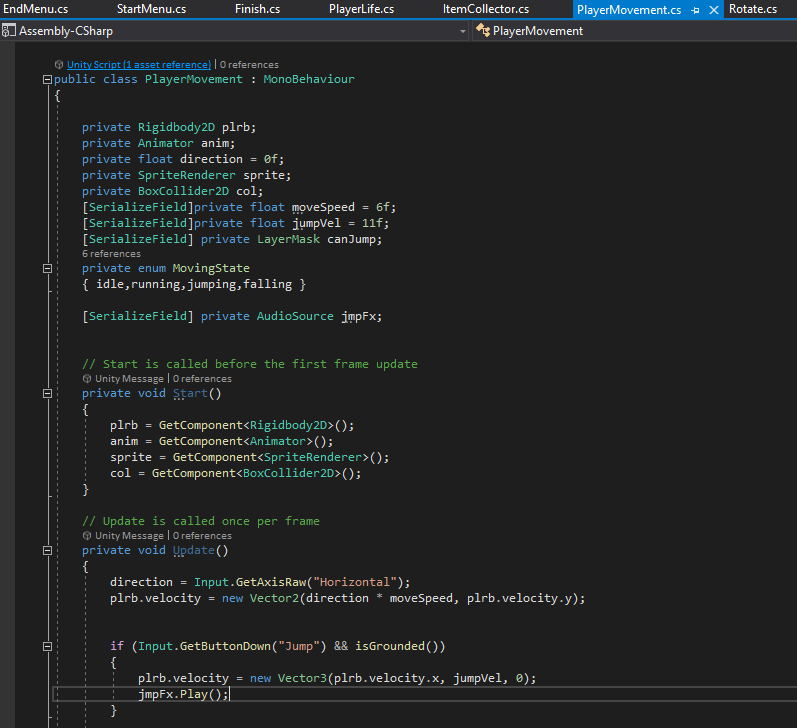 EndMenu.cs StartMenu.cs Finish.cs PlayerLife.cs ItemCollector.cs PlayerMovement.cs Rotate.cs
Assembly-CSharp PlayerMovement
Unity Script (1 asset reference) | 0 references
public class PlayerMovement : MonoBehaviour
{
private Rigidbody2D plrb;
private Animator anim;
private float direction = 0f;
private SpriteRenderer sprite;
private BoxCollider2D col;
[SerializeField]private float moveSpeed = 6f;
[SerializeField]private float jumpVel = 11f;
[SerializeField] private LayerMask canJump;
6 references
private enum MovingState
{ idle,running,jumping,falling }
[SerializeField] private AudioSource jmpFx;
// Start is called before the first frame update
Unity Message | 0 references
private void Start()
{
plrb = GetComponent<Rigidbody2D>();
anim = GetComponent<Animator>();
sprite = GetComponent<SpriteRenderer>();
col = GetComponent<BoxCollider2D>();
}
// Update is called once per frame
Unity Message | 0 references
private void Update()
{
direction = Input.GetAxisRaw("Horizontal");
plrb.velocity = new Vector2(direction * moveSpeed, plrb.velocity.y);
if (Input.GetButtonDown("Jump") && isGrounded())
{
plrb.velocity = new Vector3(plrb.velocity.x, jumpVel, 0);
jmpFx.Play();
}